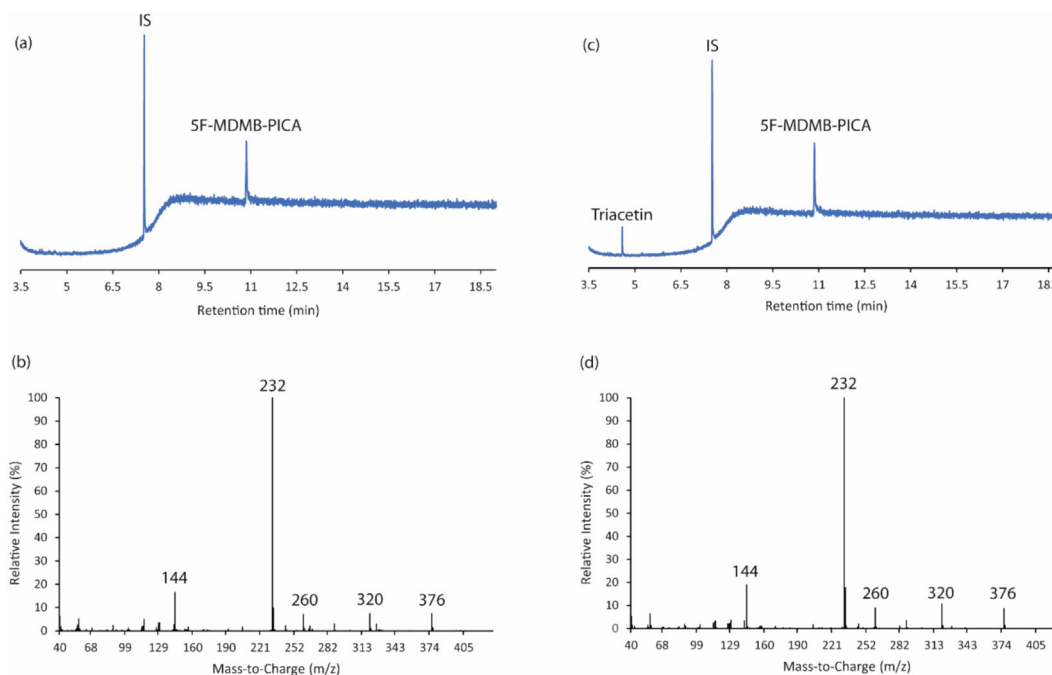 (a)
IS
5F-MDMB-PICA
3.5 5 6.5 8 9.5 11 12.5 14 15.5 17 18.5
Retention time (min)
(c)
IS
5F-MDMB-PICA
Triacetin
3.5 5 6.5 8 9.5 11 12.5 14 15.5 17 18.5
Retention time (min)
(b)
232
100
90
80
70
60
50
40
30
20
10
0
144
260
320
376
Relative Intensity (%)
40 68 99 129 160 190 221 252 282 313 343 374 405
Mass-to-Charge (m/z)
(d)
232
100
90
80
70
60
50
40
30
20
10
0
144
260
320
376
Relative Intensity (%)
40 68 99 129 160 191 221 252 282 313 343 374 405
Mass-to-Charge (m/z)